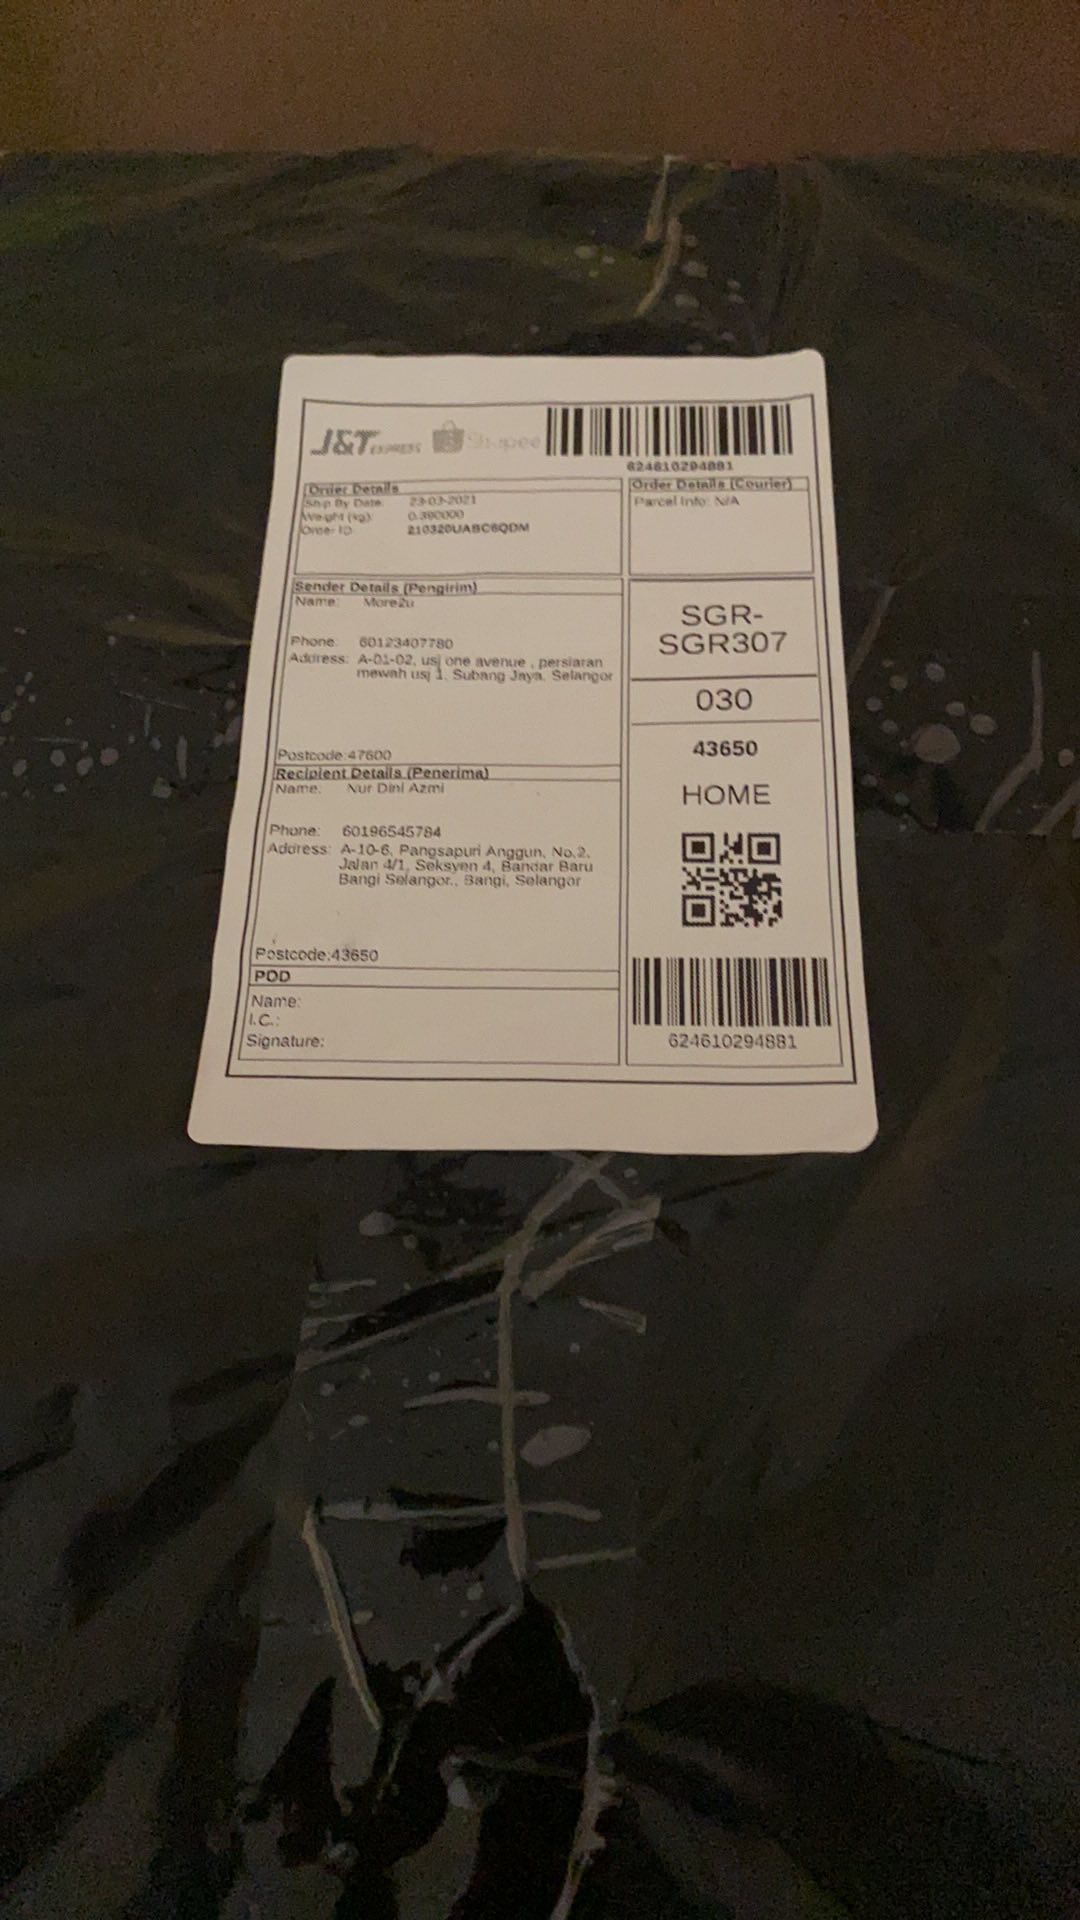 J&T EXPRESS Shopee
624610294881
Order Details
Ship By Date: 23-03-2021
Weight (kg): 0.380000
Order ID: 210320UABC6QDM
Order Details (Courier)
Parcel Info: N/A
Sender Details (Pengirim)
Name: More2u
Phone: 60123407780
Address: A-01-02, usj one avenue , persiaran
mewah usj 1, Subang Jaya, Selangor
Postcode:47600
Recipient Details (Penerima)
Name: Nur Dini Azmi
Phone: 60196545784
Address: A-10-6, Pangsapuri Anggun, No.2,
Jalan 4/1, Seksyen 4, Bandar Baru
Bangi Selangor., Bangi, Selangor
Postcode:43650
POD
Name:
I.C.:
Signature:
SGR-
SGR307
030
43650
HOME
624610294881